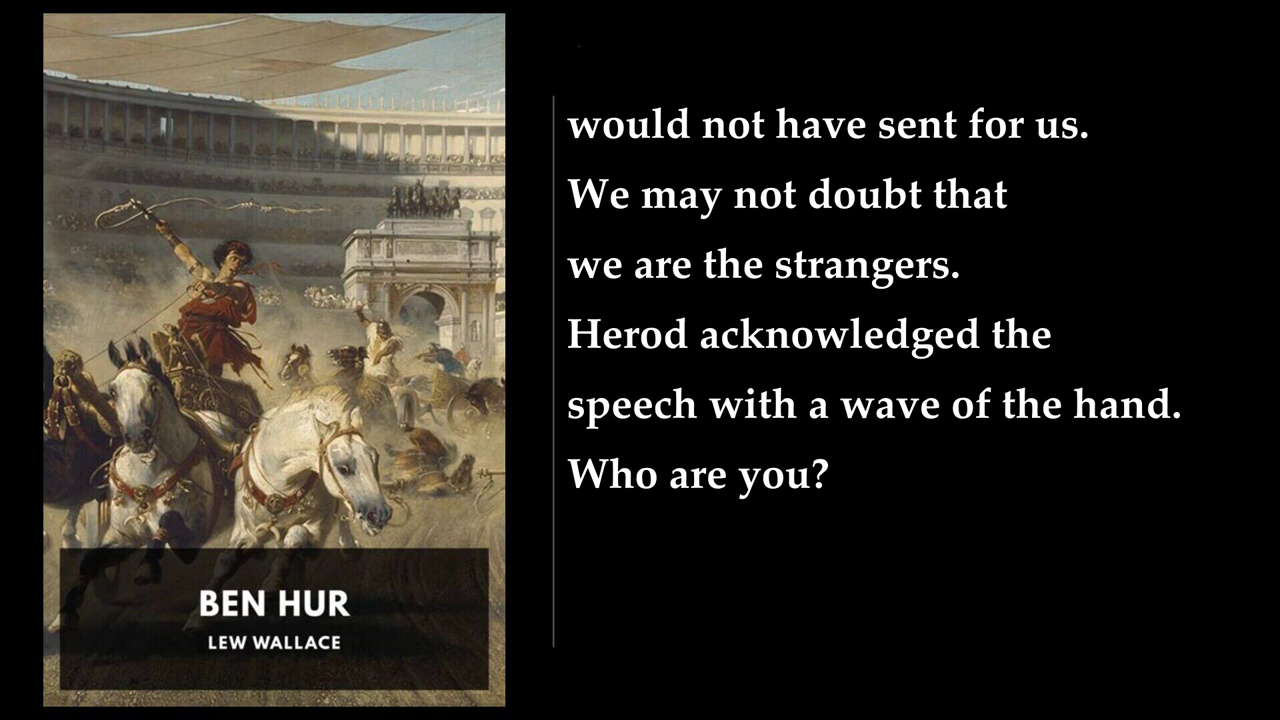 BEN HUR
LEW WALLACE
would not have sent for us.
We may not doubt that
we are the strangers.
Herod acknowledged the
speech with a wave of the hand.
Who are you?